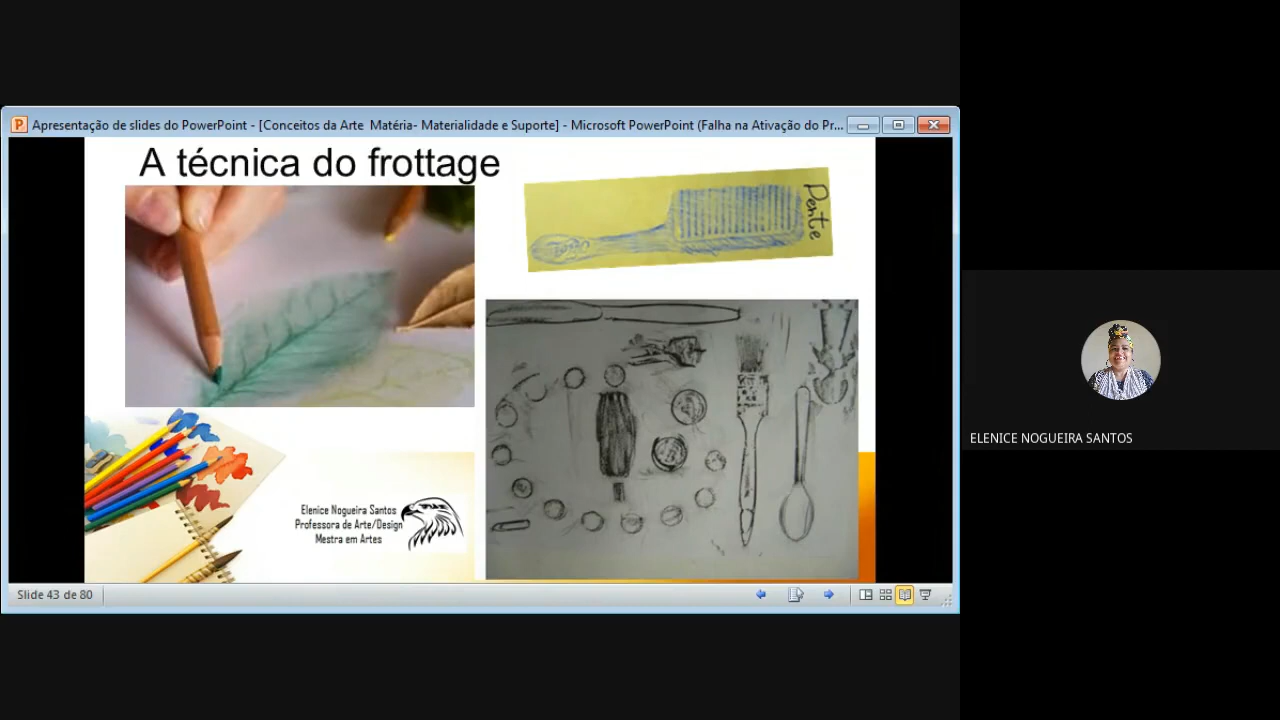 Apresentação de slides do PowerPoint - [Conceitos da Arte  Matéria- Materialidade e Suporte] - Microsoft PowerPoint (Falha na Ativação do Pr...
A técnica do frottage
Pente
Elenice Nogueira Santos
Professora de Arte/Design
Mestra em Artes
Slide 43 de 80
ELENICE NOGUEIRA SANTOS